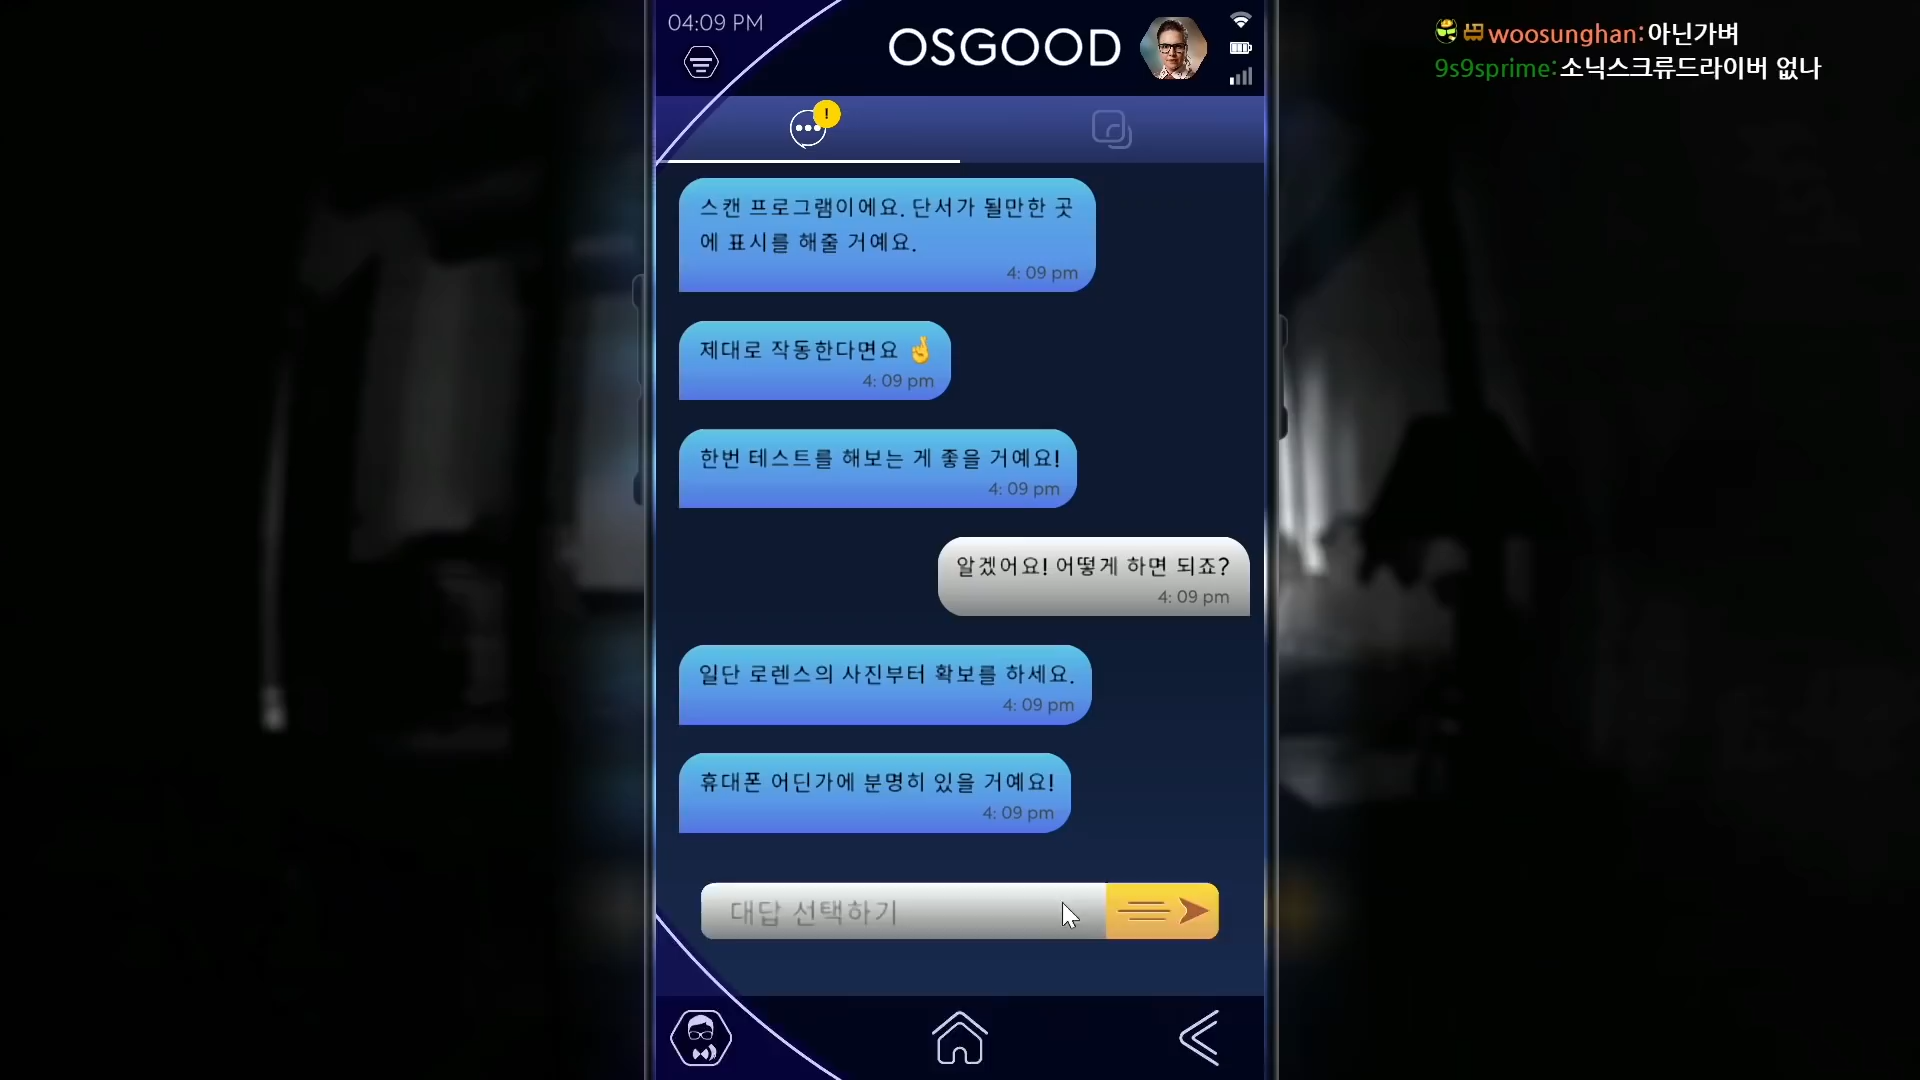 04:09 PM
OSGOOD
woosunghan: 아닌가벼
9s9sprime: 소닉스크류드라이버 없나
!
스캔 프로그램이에요. 단서가 될만한 곳
에 표시를 해줄 거예요.
4: 09 pm
제대로 작동한다면요 🤞
4: 09 pm
한번 테스트를 해보는 게 좋을 거예요!
4: 09 pm
알겠어요! 어떻게 하면 되죠?
4: 09 pm
일단 로렌스의 사진부터 확보를 하세요.
4: 09 pm
휴대폰 어딘가에 분명히 있을 거예요!
4: 09 pm
대답 선택하기